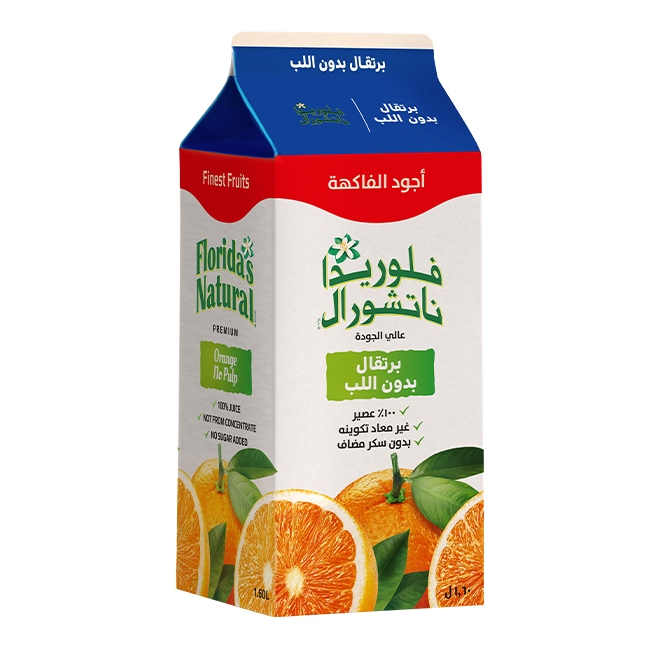 برتقال بدون اللب
فلوريدا
ناتشورال
برتقال
بدون اللب
Finest Fruits
أجود الفاكهة
Florida's
Natural
PREMIUM
Orange
No Pulp
✓ 100% JUICE
✓ NOT FROM CONCENTRATE
✓ NO SUGAR ADDED
1.60L
فلوريدا
ناتشورال
عالي الجودة
برتقال
بدون اللب
✓ ١٠٠٪ عصير
✓ غير معاد تكوينه
✓ بدون سكر مضاف
١.٦٠ ل